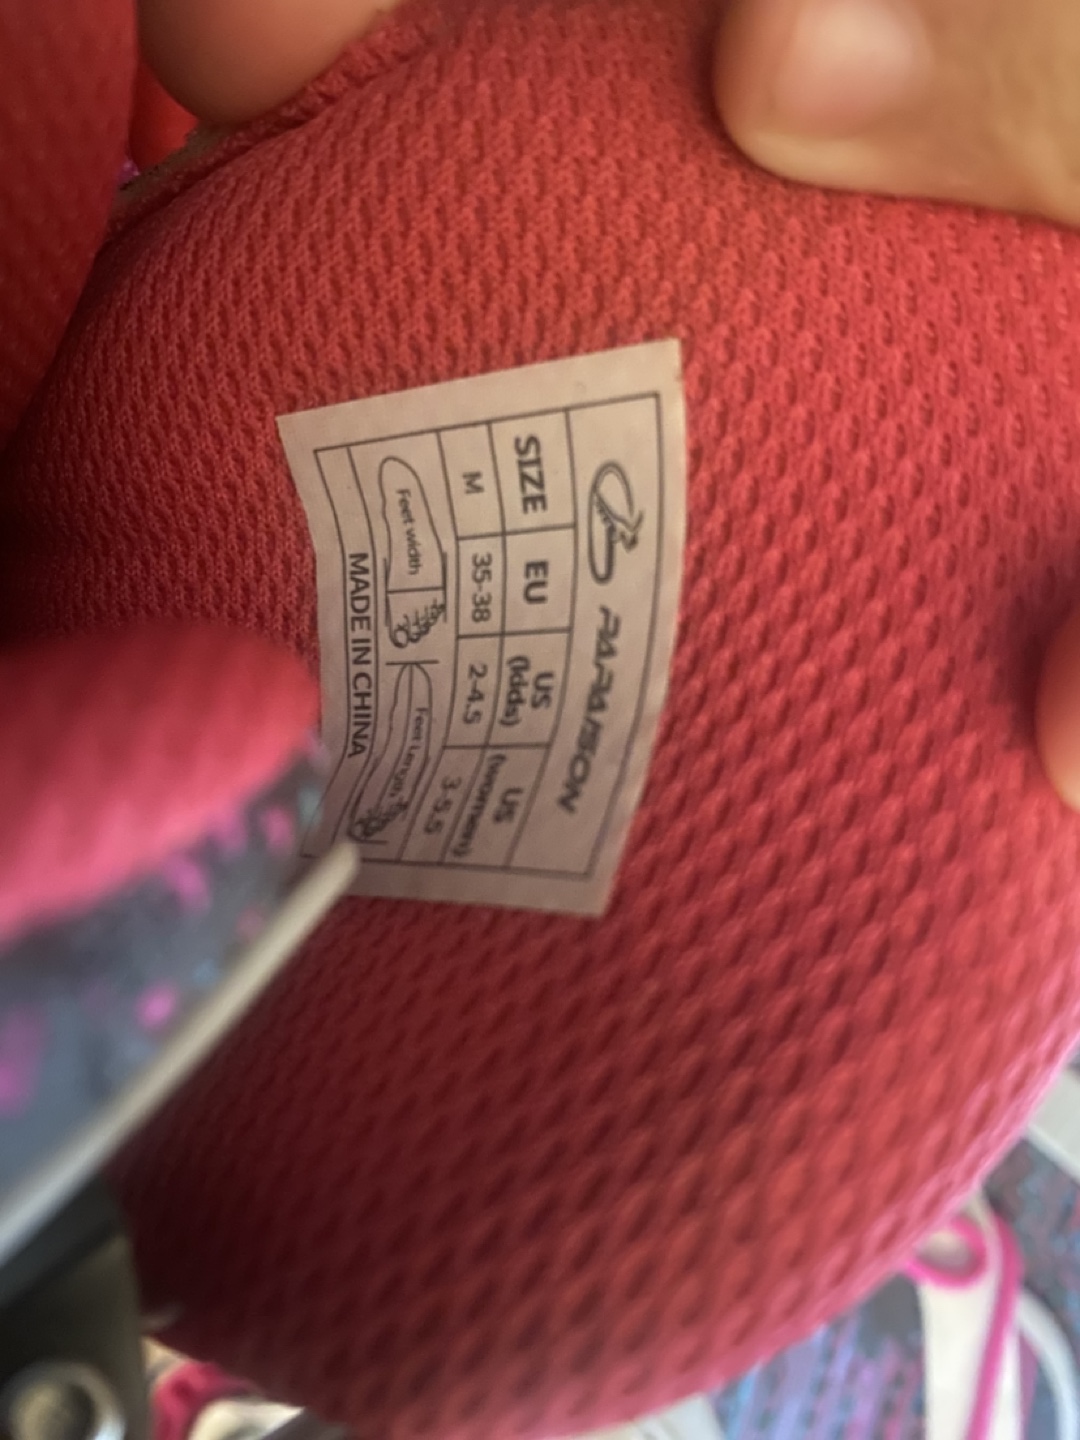 PAPAISON
SIZE EU US (kids) US (women)
M 35-38 2-4.5 3-5.5
Feet width Feet Length
MADE IN CHINA